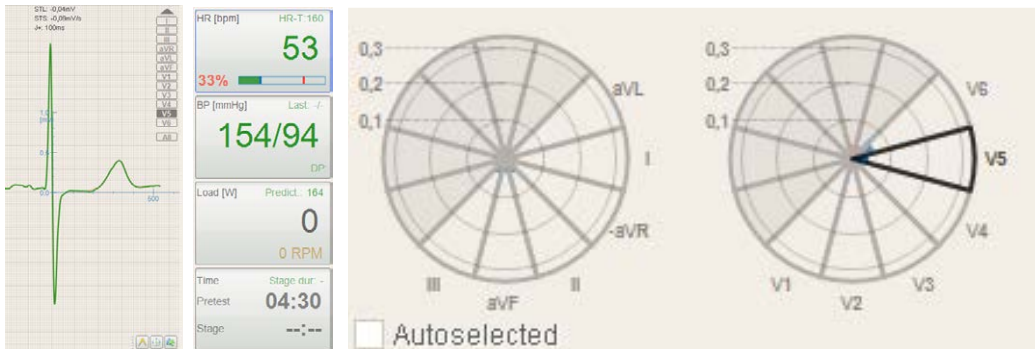 STL: -0,04mV
STS: -0,09mV/s
J+: 100ms
I
II
III
aVR
aVL
aVF
V1
V2
V3
V4
V5
V6
All
500
HR [bpm] HR-T: 160
53
33%
BP [mmHg] Last: -/-
154/94
DP:
Load [W] Predict.: 164
0
0 RPM
Time Stage dur: -
Pretest 04:30
Stage --:--
0,3
0,2
0,1
aVL
I
-aVR
II
aVF
III
Autoselected
0,3
0,2
0,1
V6
V5
V4
V3
V2
V1